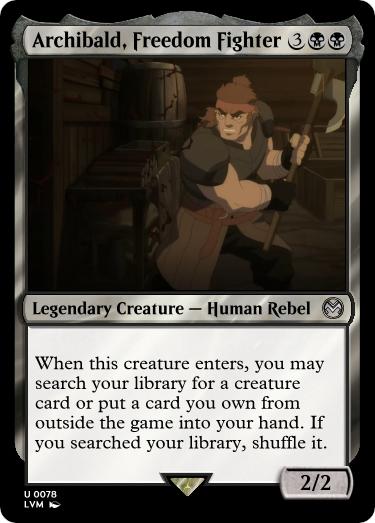 Archibald, Freedom Fighter 3
Legendary Creature — Human Rebel
When this creature enters, you may
search your library for a creature
card or put a card you own from
outside the game into your hand. If
you searched your library, shuffle it.
2/2
U 0078
LVM